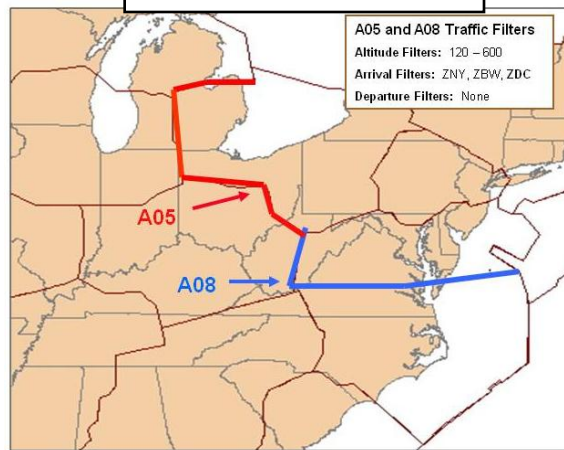 A05 and A08 Traffic Filters
Altitude Filters: 120 – 600
Arrival Filters: ZNY, ZBW, ZDC
Departure Filters: None
A05
A08